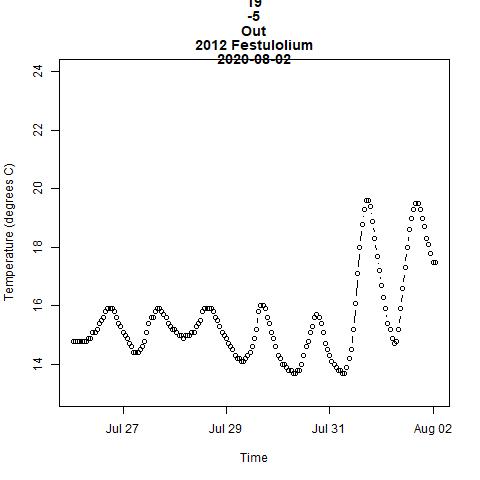 19
-5
Out
2012 Festulolium
2020-08-02
Temperature (degrees C)
24
22
20
18
16
14
Jul 27 Jul 29 Jul 31 Aug 02
Time